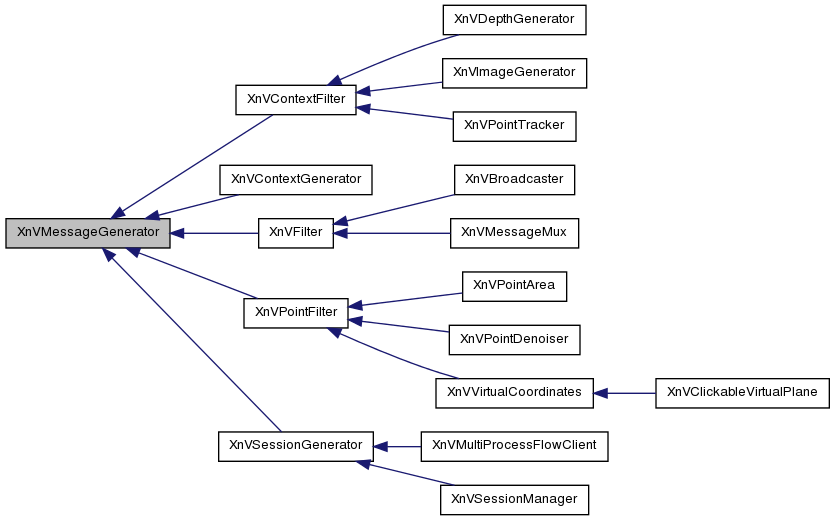 XnVDepthGenerator
XnVImageGenerator
XnVContextFilter
XnVPointTracker
XnVContextGenerator
XnVBroadcaster
XnVMessageGenerator
XnVFilter
XnVMessageMux
XnVPointArea
XnVPointFilter
XnVPointDenoiser
XnVVirtualCoordinates
XnVClickableVirtualPlane
XnVSessionGenerator
XnVMultiProcessFlowClient
XnVSessionManager